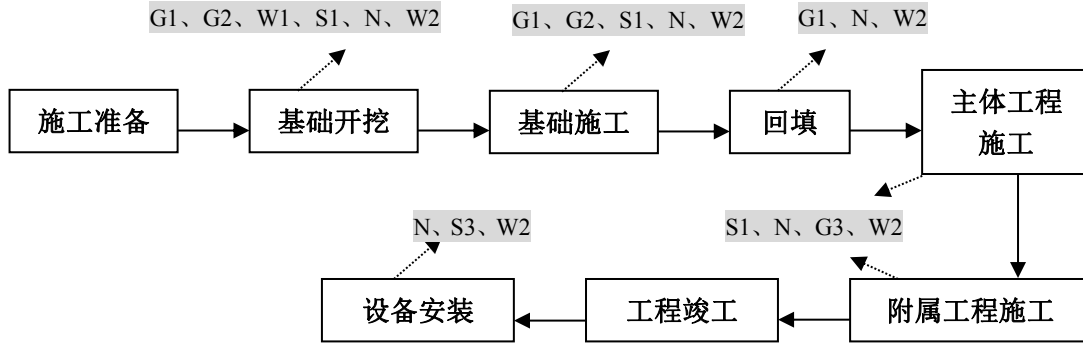 G1、G2、W1、S1、N、W2
G1、G2、S1、N、W2
G1、N、W2
施工准备
基础开挖
基础施工
回填
主体工程
施工
N、S3、W2
S1、N、G3、W2
设备安装
工程竣工
附属工程施工